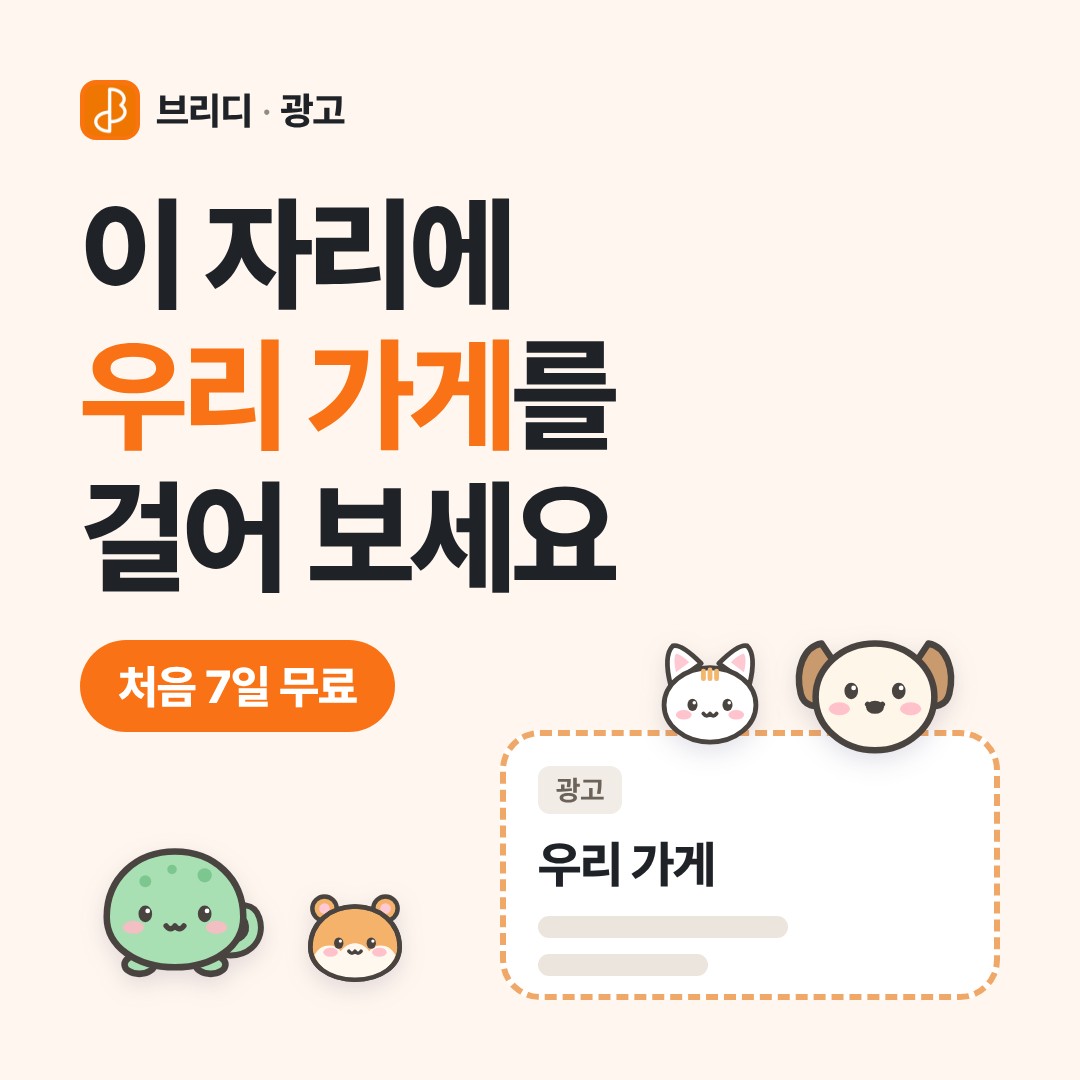 브리디 · 광고
이 자리에
우리 가게를
걸어 보세요
처음 7일 무료
광고
우리 가게